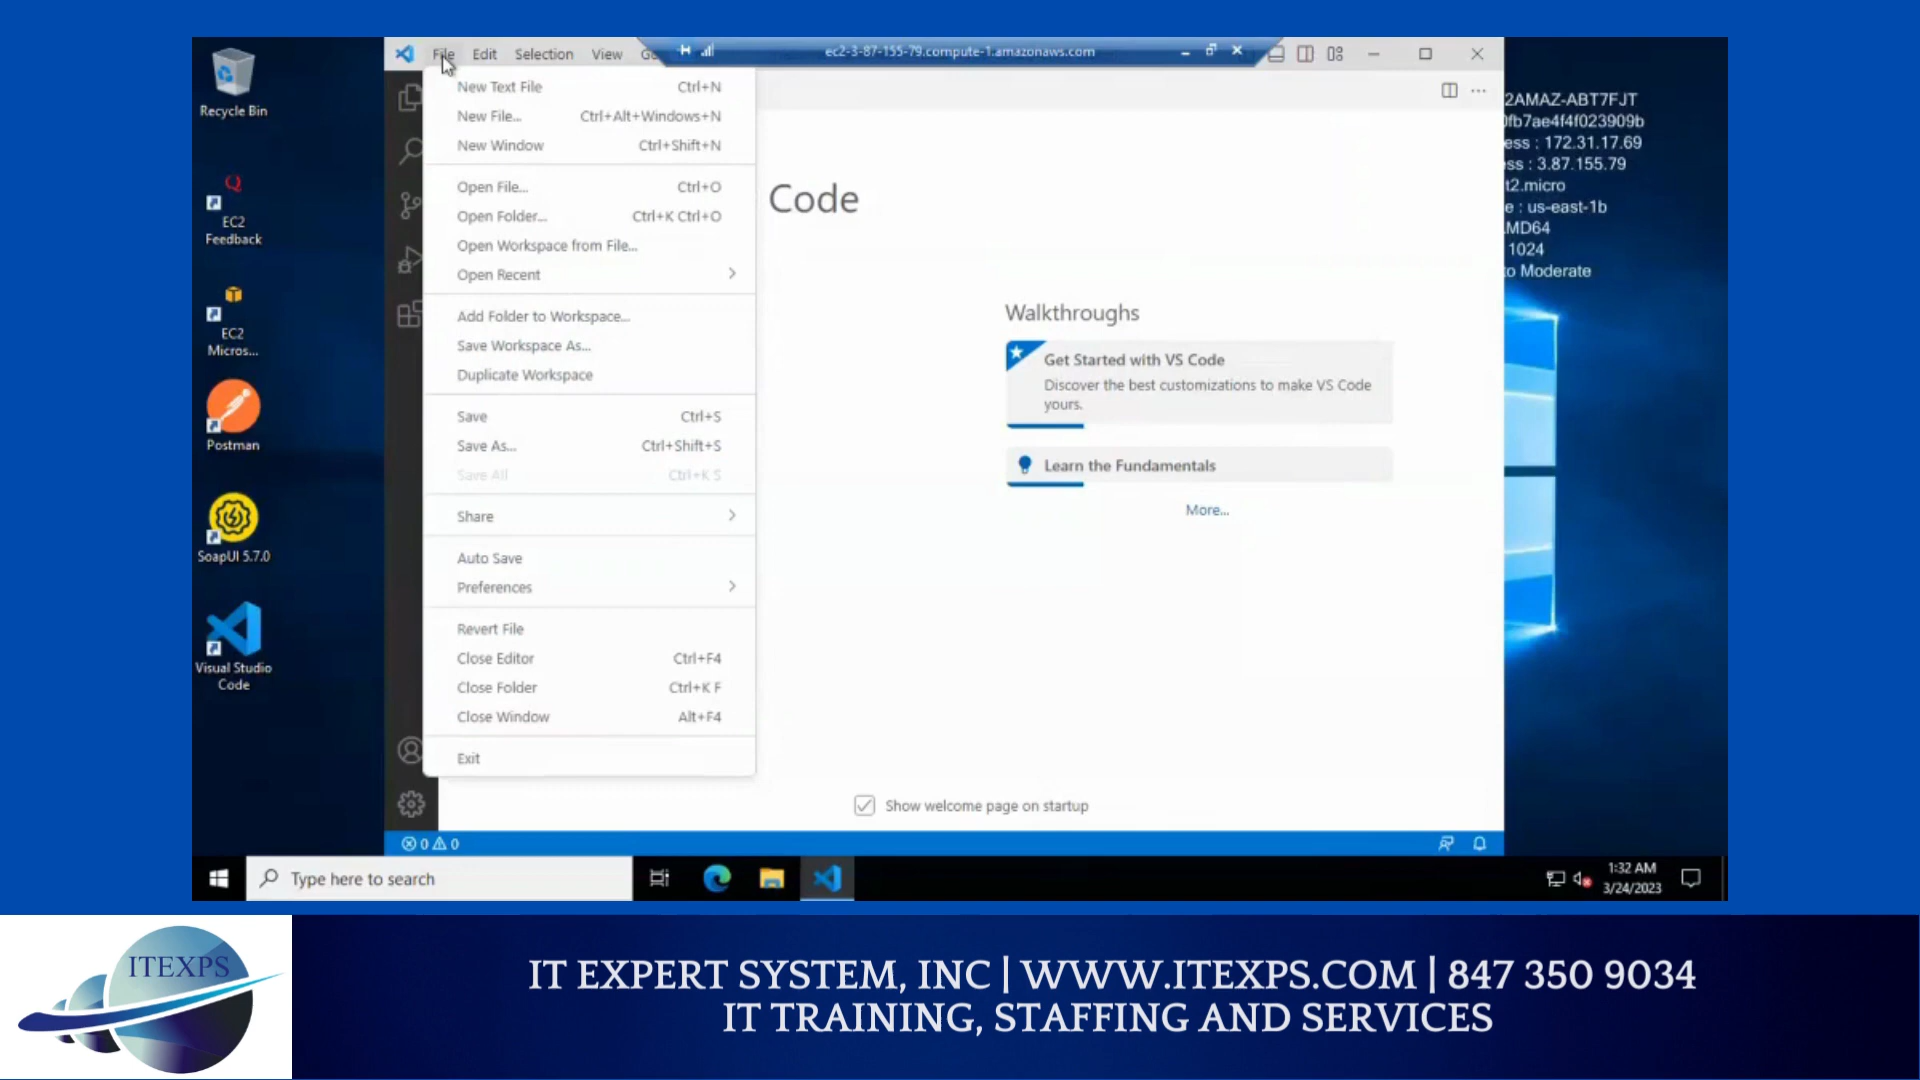 Recycle Bin
EC2
Feedback
EC2
Micros...
Postman
SoapUI 5.7.0
Visual Studio
Code
File Edit Selection View
ec2-3-87-155-79.compute-1.amazonaws.com
New Text File Ctrl+N
New File... Ctrl+Alt+Windows+N
New Window Ctrl+Shift+N
Open File... Ctrl+O
Open Folder... Ctrl+K Ctrl+O
Open Workspace from File...
Open Recent
Add Folder to Workspace...
Save Workspace As...
Duplicate Workspace
Save Ctrl+S
Save As... Ctrl+Shift+S
Save All Ctrl+K S
Share
Auto Save
Preferences
Revert File
Close Editor Ctrl+F4
Close Folder Ctrl+K F
Close Window Alt+F4
Exit
Code
Walkthroughs
Get Started with VS Code
Discover the best customizations to make VS Code
yours.
Learn the Fundamentals
More...
Show welcome page on startup
0 0
2AMAZ-ABT7FJT
0fb7ae4f4f023909b
ess : 172.31.17.69
ss : 3.87.155.79
t2.micro
e : us-east-1b
AMD64
1024
to Moderate
Type here to search
1:32 AM
3/24/2023
ITEXPS
IT EXPERT SYSTEM, INC | WWW.ITEXPS.COM | 847 350 9034
IT TRAINING, STAFFING AND SERVICES